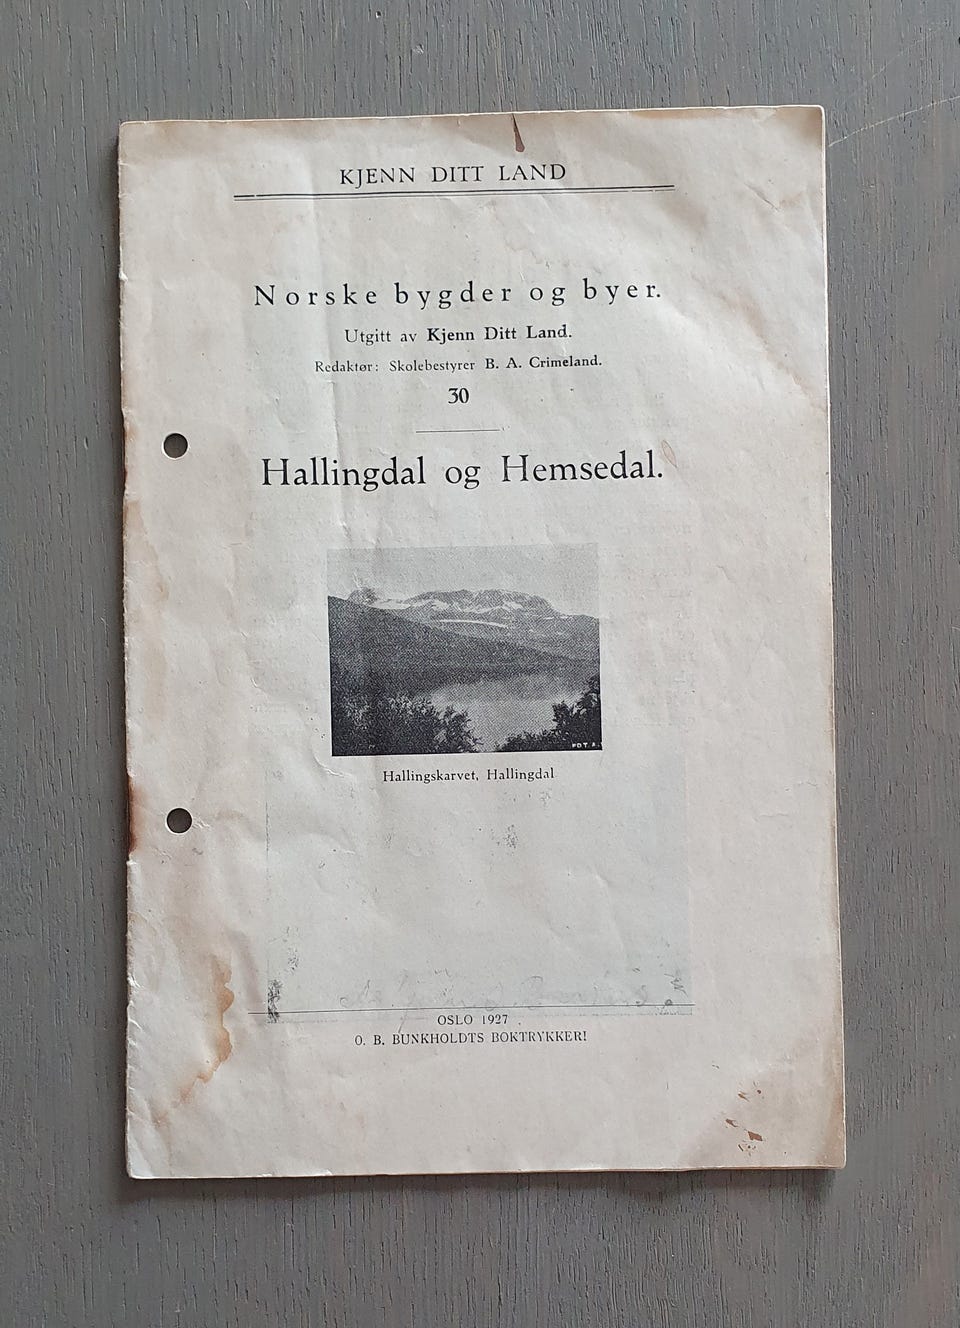 KJENN DITT LAND
Norske bygder og byer.
Utgitt av Kjenn Ditt Land.
Redaktør: Skolebestyrer B. A. Crimeland.
30
Hallingdal og Hemsedal.
FOT. A.
Hallingskarvet, Hallingdal
OSLO 1927
O. B. BUNKHOLDTS BOKTRYKKERI